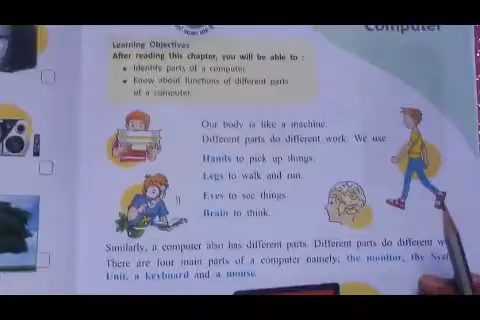 Computer
Learning Objectives
After reading this chapter, you will be able to :
• Identify parts of a computer.
• Know about functions of different parts
of a computer.
Our body is like a machine.
Different parts do different work. We use
Hands to pick up things.
Legs to walk and run.
Eyes to see things.
Brain to think.
Similarly, a computer also has different parts. Different parts do different
There are four main parts of a computer namely; the monitor, the
Unit, a keyboard and a mouse.